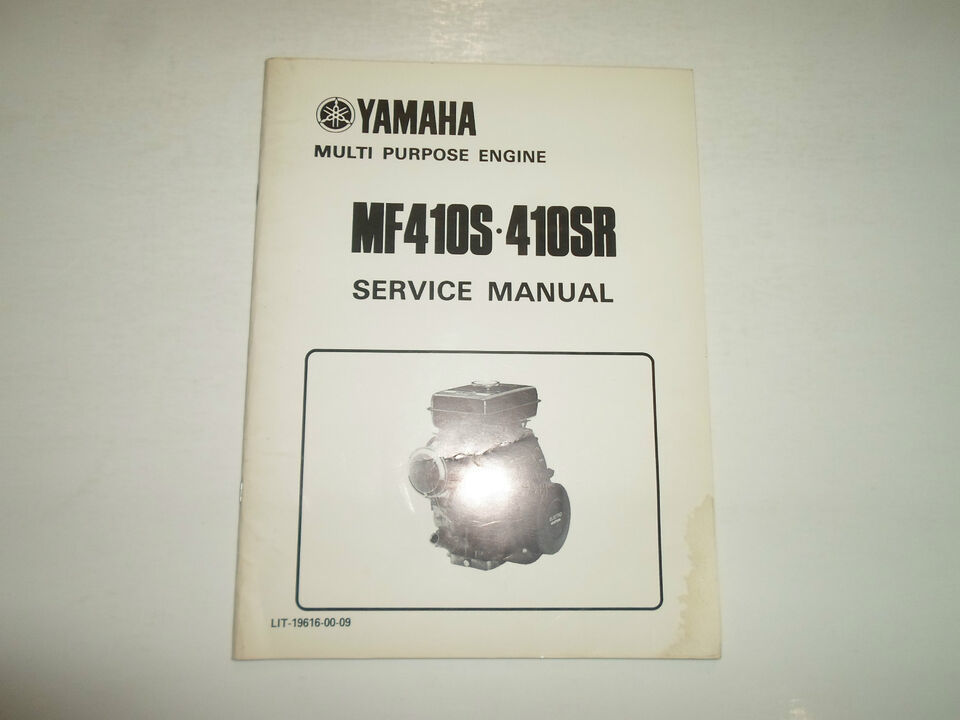 YAMAHA
MULTI PURPOSE ENGINE
MF410S·410SR
SERVICE MANUAL
LIT-19616-00-09